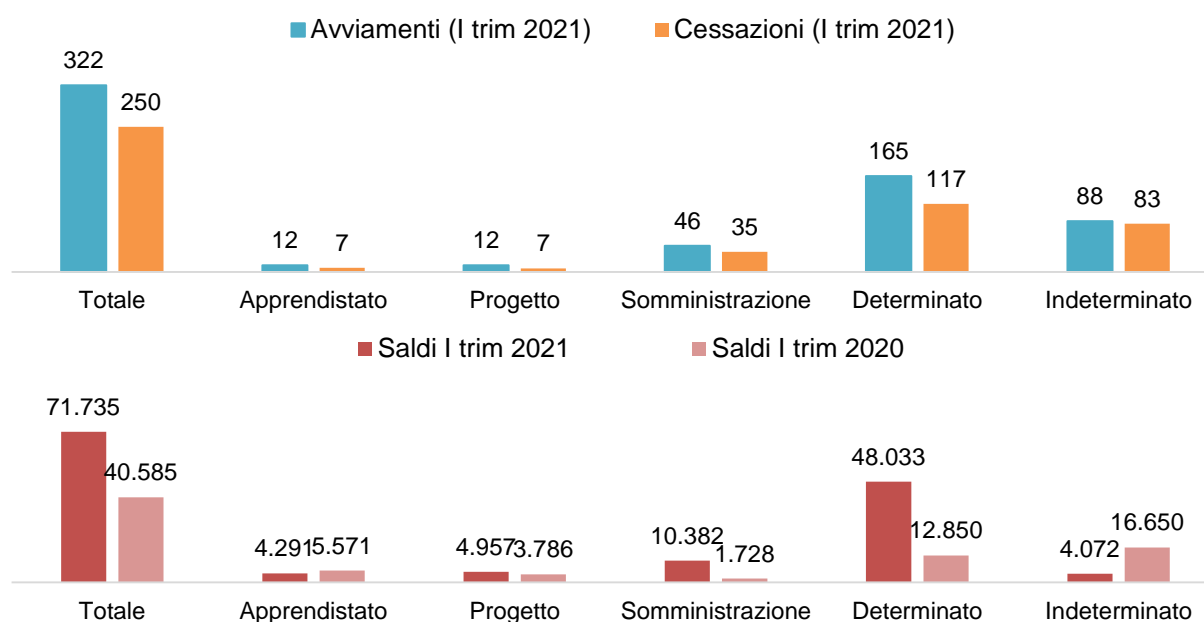 Avviamenti (I trim 2021) Cessazioni (I trim 2021)
322 250 12 7 12 7 46 35 165 117 88 83
Totale Apprendistato Progetto Somministrazione Determinato Indeterminato
Saldi I trim 2021 Saldi I trim 2020
71.735 40.585 4.291 5.571 4.957 3.786 10.382 1.728 48.033 12.850 4.072 16.650
Totale Apprendistato Progetto Somministrazione Determinato Indeterminato